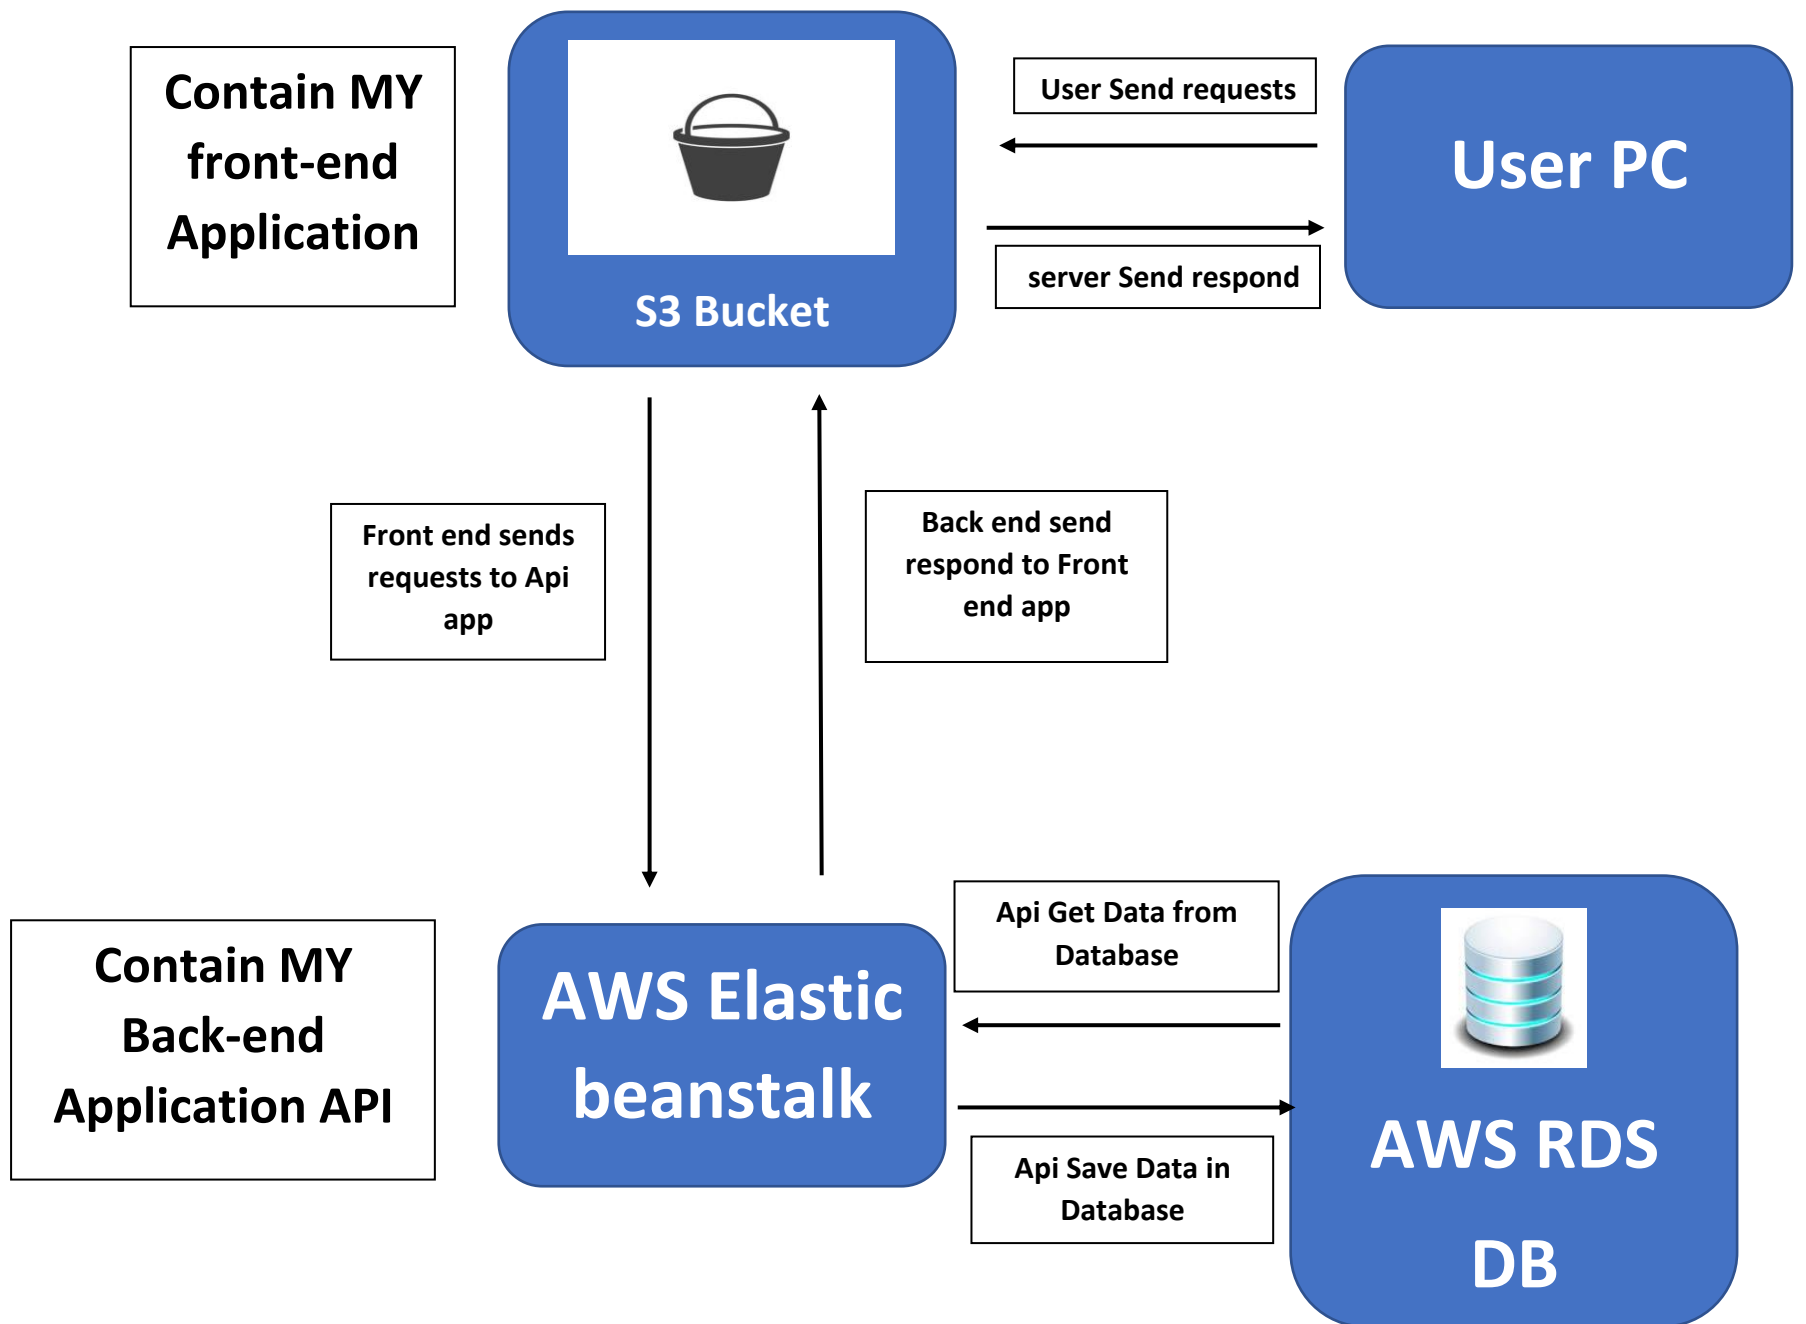 Contain MY
front-end
Application
S3 Bucket
User Send requests
server Send respond
User PC
Front end sends
requests to Api
app
Back end send
respond to Front
end app
Contain MY
Back-end
Application API
AWS Elastic
beanstalk
Api Get Data from
Database
Api Save Data in
Database
AWS RDS
DB